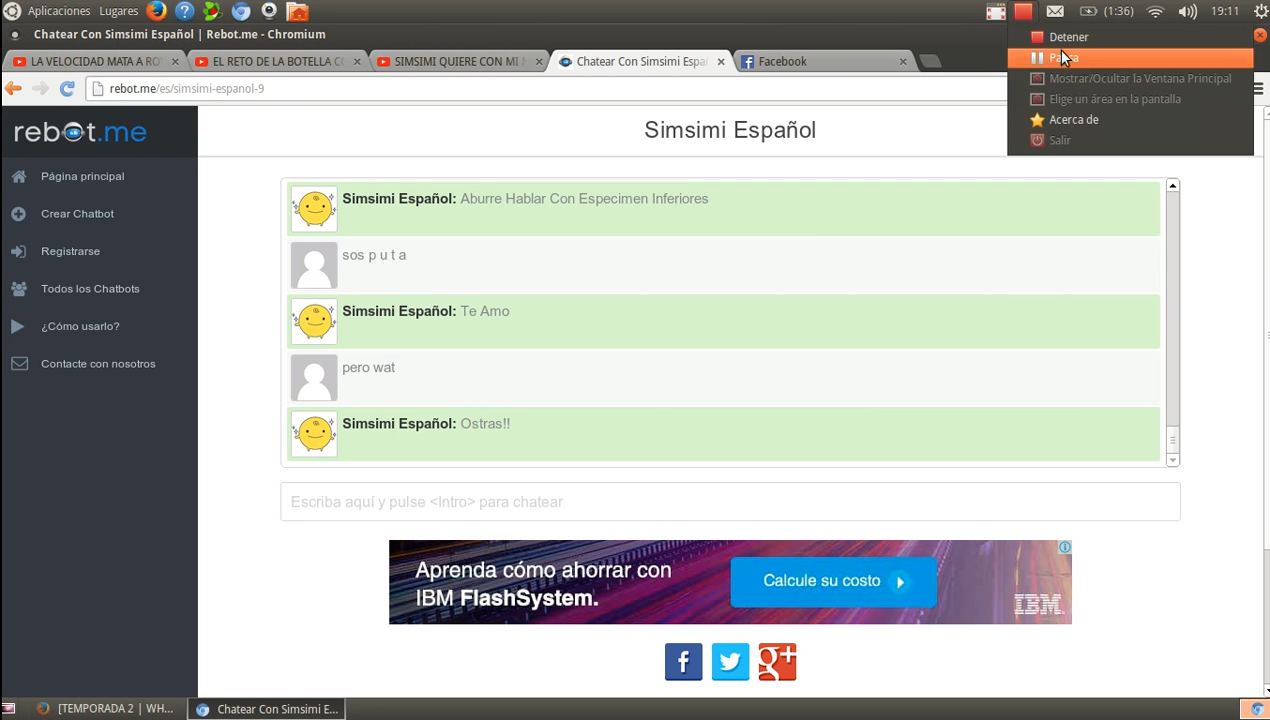 Aplicaciones Lugares
(1:36)
19:11
Chatear Con Simsimi Español | Rebot.me - Chromium
LA VELOCIDAD MATA A RO
EL RETO DE LA BOTELLA C
SIMSIMI QUIERE CON MI
Chatear Con Simsimi Espa
Facebook
rebot.me/es/simsimi-espanol-9
Detener
Mostrar/Ocultar la Ventana Principal
Elige un área en la pantalla
Acerca de
Salir
rebot.me
Página principal
Crear Chatbot
Registrarse
Todos los Chatbots
¿Cómo usarlo?
Contacte con nosotros
Simsimi Español
Simsimi Español: Aburre Hablar Con Especimen Inferiores
sos p u t a
Simsimi Español: Te Amo
pero wat
Simsimi Español: Ostras!!
Escriba aquí y pulse <Intro> para chatear
Aprenda cómo ahorrar con
IBM FlashSystem.
Calcule su costo
IBM
[TEMPORADA 2 | WH...
Chatear Con Simsimi E...